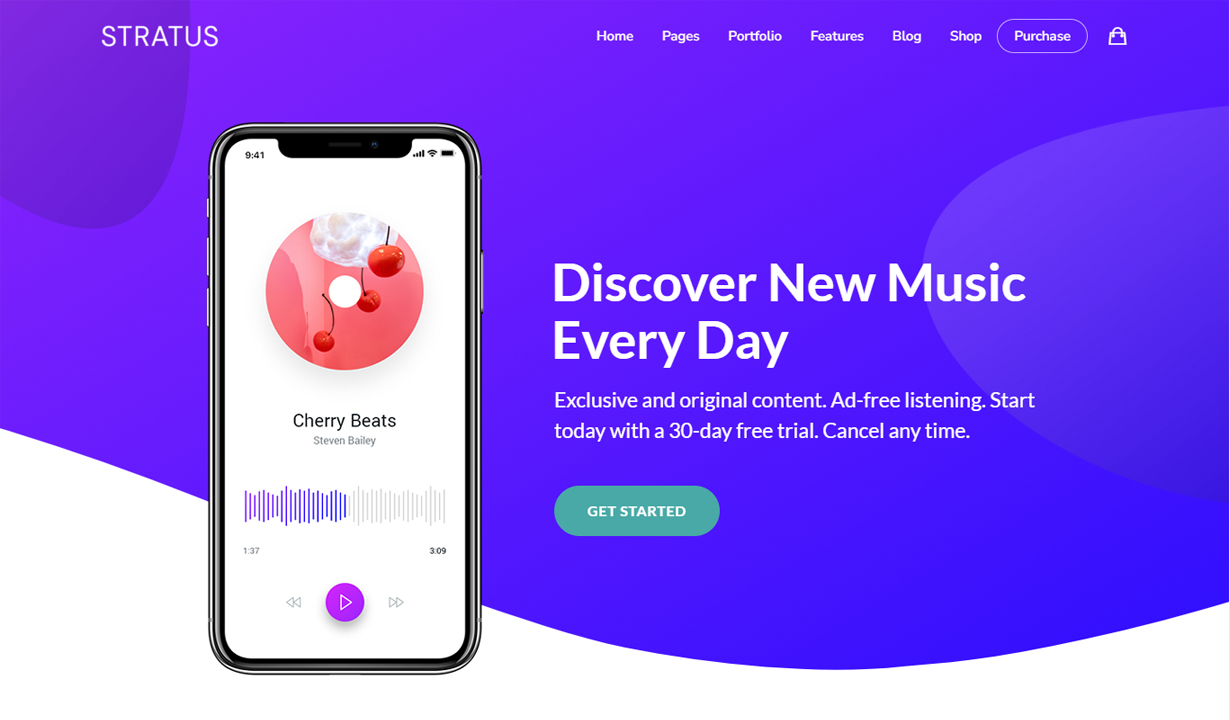 STRATUS
Home Pages Portfolio Features Blog Shop Purchase
9:41
Cherry Beats
Steven Bailey
1:37 3:09
Discover New Music
Every Day
Exclusive and original content. Ad-free listening. Start
today with a 30-day free trial. Cancel any time.
GET STARTED